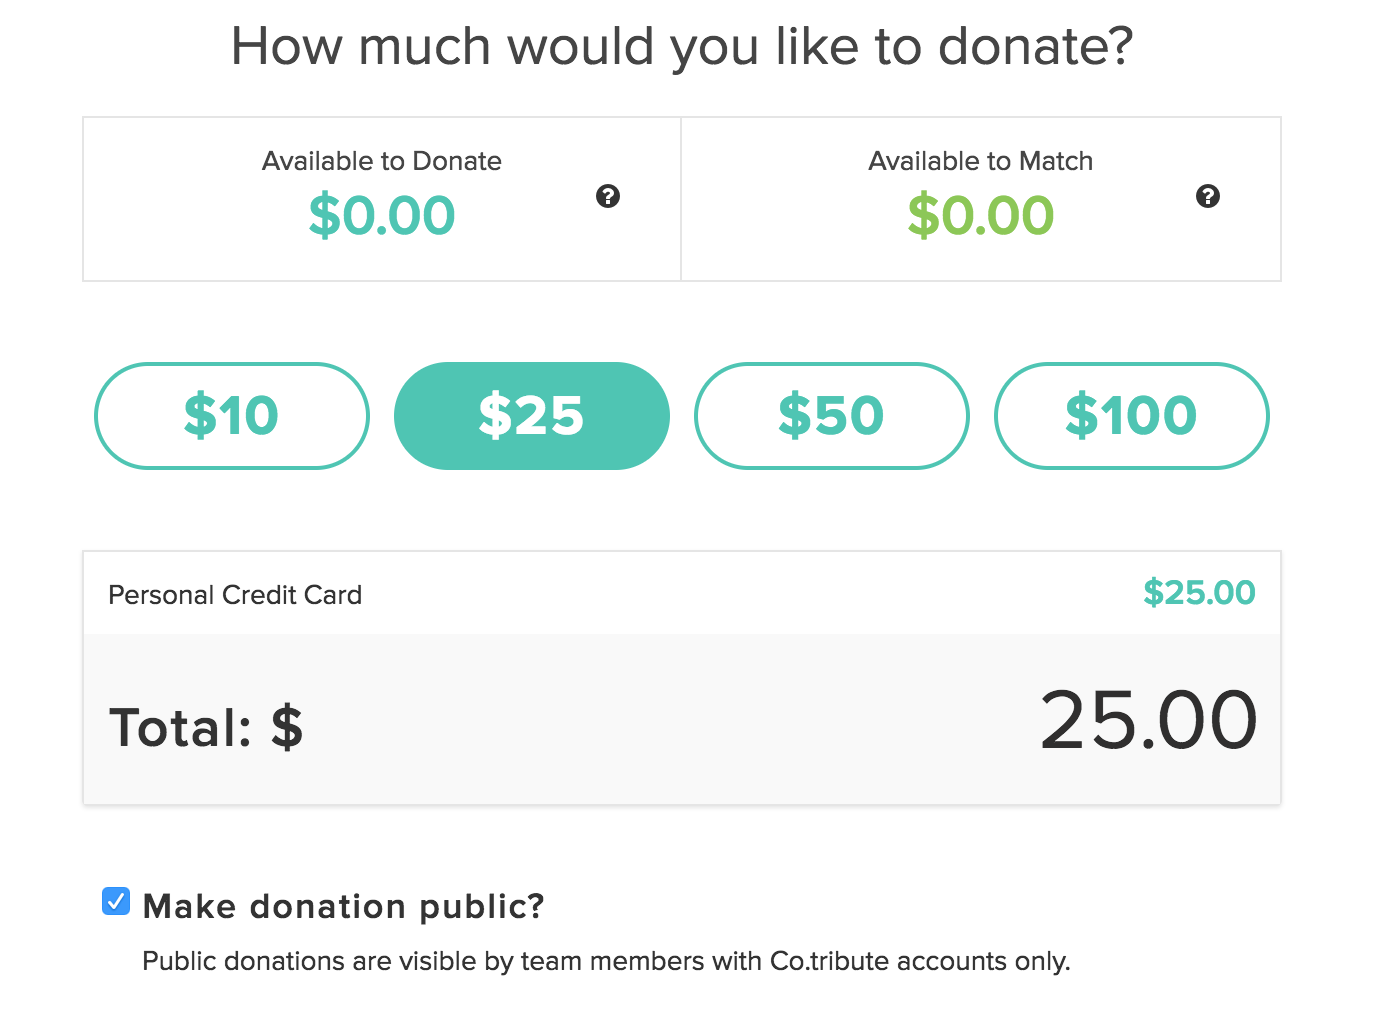 How much would you like to donate?
Available to Donate
$0.00
?
Available to Match
$0.00
?
$10
$25
$50
$100
Personal Credit Card
$25.00
Total: $
25.00
Make donation public?
Public donations are visible by team members with Co.tribute accounts only.